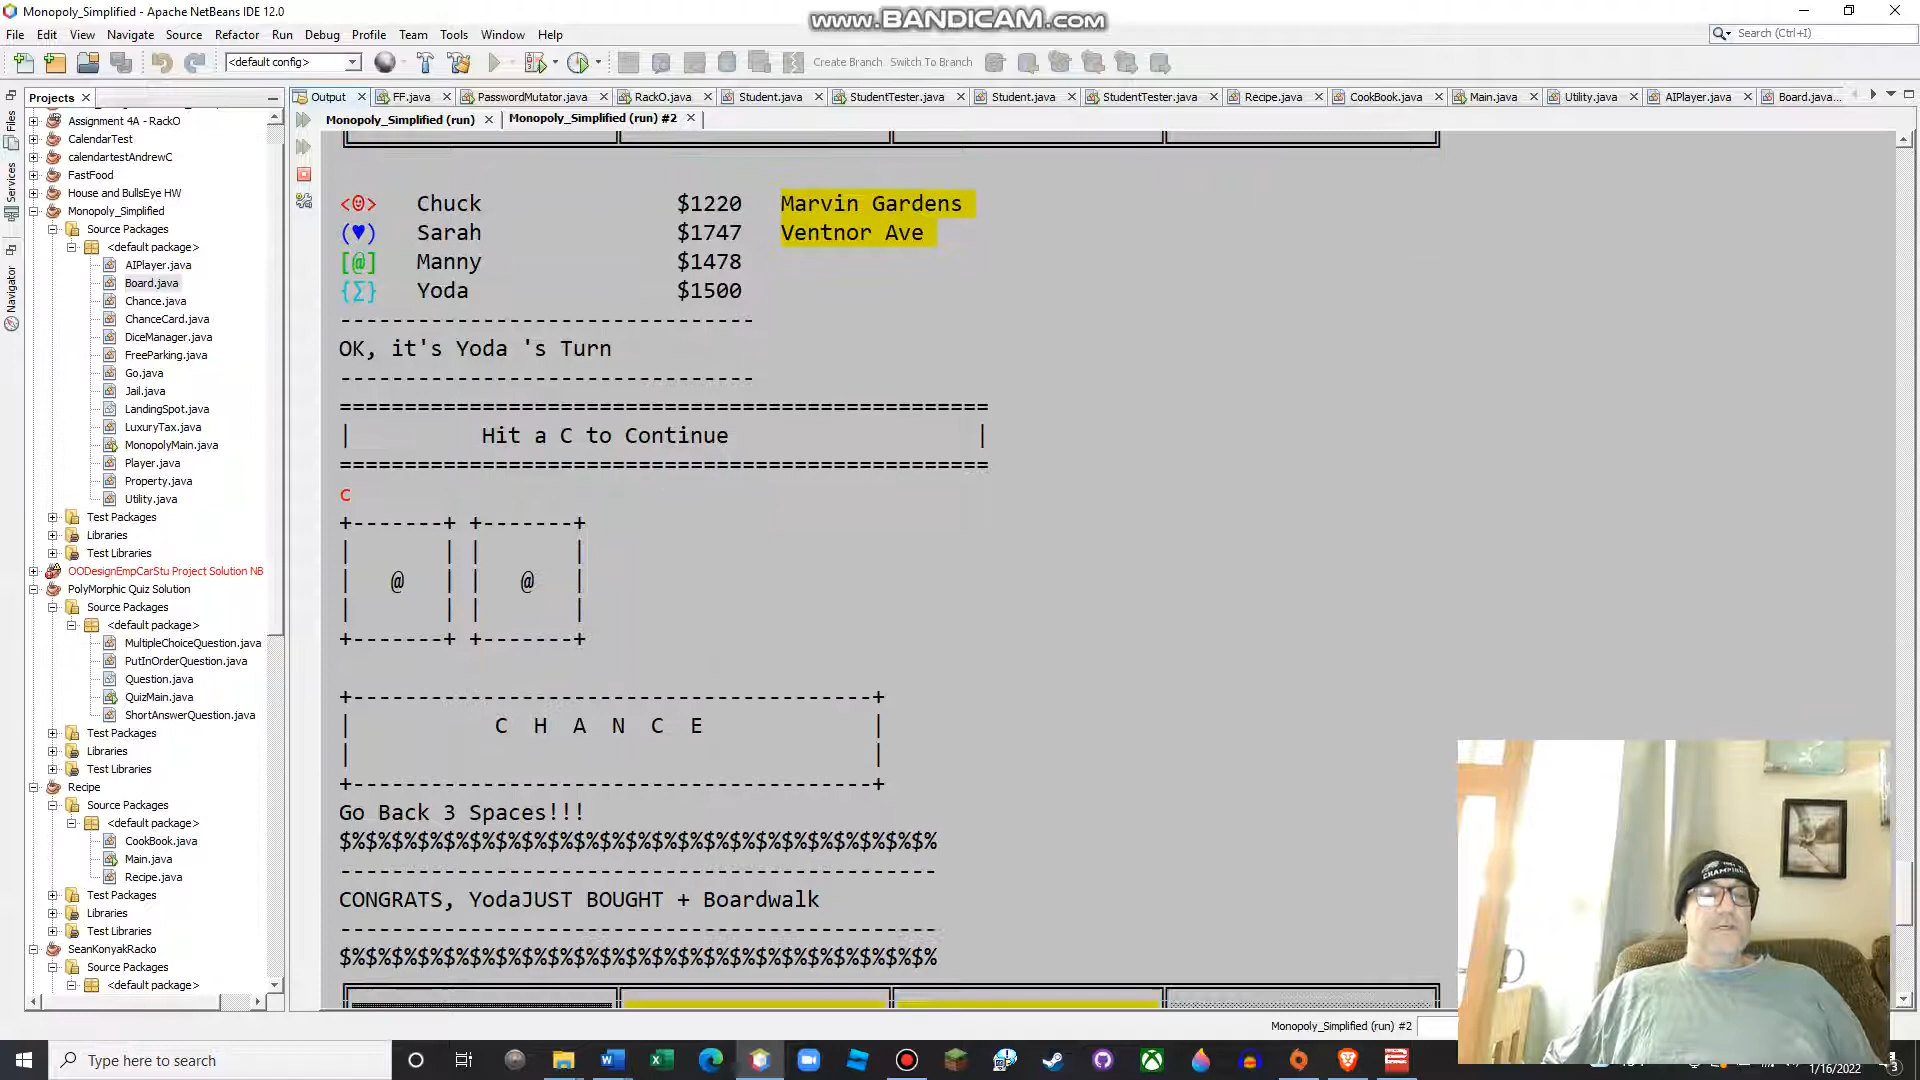 Monopoly_Simplified - Apache NetBeans IDE 12.0
www.BANDICAM.com
File Edit View Navigate Source Refactor Run Debug Profile Team Tools Window Help
Search (Ctrl+I)
<default config>
Create Branch Switch To Branch
Projects
Output FF.java PasswordMutator.java RackO.java Student.java StudentTester.java Student.java StudentTester.java Recipe.java CookBook.java Main.java Utility.java AIPlayer.java Board.java...
Monopoly_Simplified (run) Monopoly_Simplified (run) #2
Files
Services
Navigator
Assignment 4A - RackO
CalendarTest
calendartestAndrewC
FastFood
House and BullsEye HW
Monopoly_Simplified
Source Packages
<default package>
AIPlayer.java
Board.java
Chance.java
ChanceCard.java
DiceManager.java
FreeParking.java
Go.java
Jail.java
LandingSpot.java
LuxuryTax.java
MonopolyMain.java
Player.java
Property.java
Utility.java
Test Packages
Libraries
Test Libraries
OODesignEmpCarStu Project Solution NB
PolyMorphic Quiz Solution
Source Packages
<default package>
MultipleChoiceQuestion.java
PutInOrderQuestion.java
Question.java
QuizMain.java
ShortAnswerQuestion.java
Test Packages
Libraries
Test Libraries
Recipe
Source Packages
<default package>
CookBook.java
Main.java
Recipe.java
Test Packages
Libraries
Test Libraries
SeanKonyakRacko
Source Packages
<default package>
<☺> Chuck $1220 Marvin Gardens
(♥) Sarah $1747 Ventnor Ave
[@] Manny $1478
{Σ} Yoda $1500
--------------------------------
OK, it's Yoda 's Turn
--------------------------------
==================================================
| Hit a C to Continue |
==================================================
c
+-------+ +-------+
| | | |
| @ | | @ |
| | | |
+-------+ +-------+
+----------------------------------------+
| C H A N C E |
| |
+----------------------------------------+
Go Back 3 Spaces!!!
$%$%$%$%$%$%$%$%$%$%$%$%$%$%$%$%$%$%$%$%$%$%$%
----------------------------------------------
CONGRATS, YodaJUST BOUGHT + Boardwalk
----------------------------------------------
$%$%$%$%$%$%$%$%$%$%$%$%$%$%$%$%$%$%$%$%$%$%$%
Monopoly_Simplified (run) #2
Type here to search
1/16/2022
3